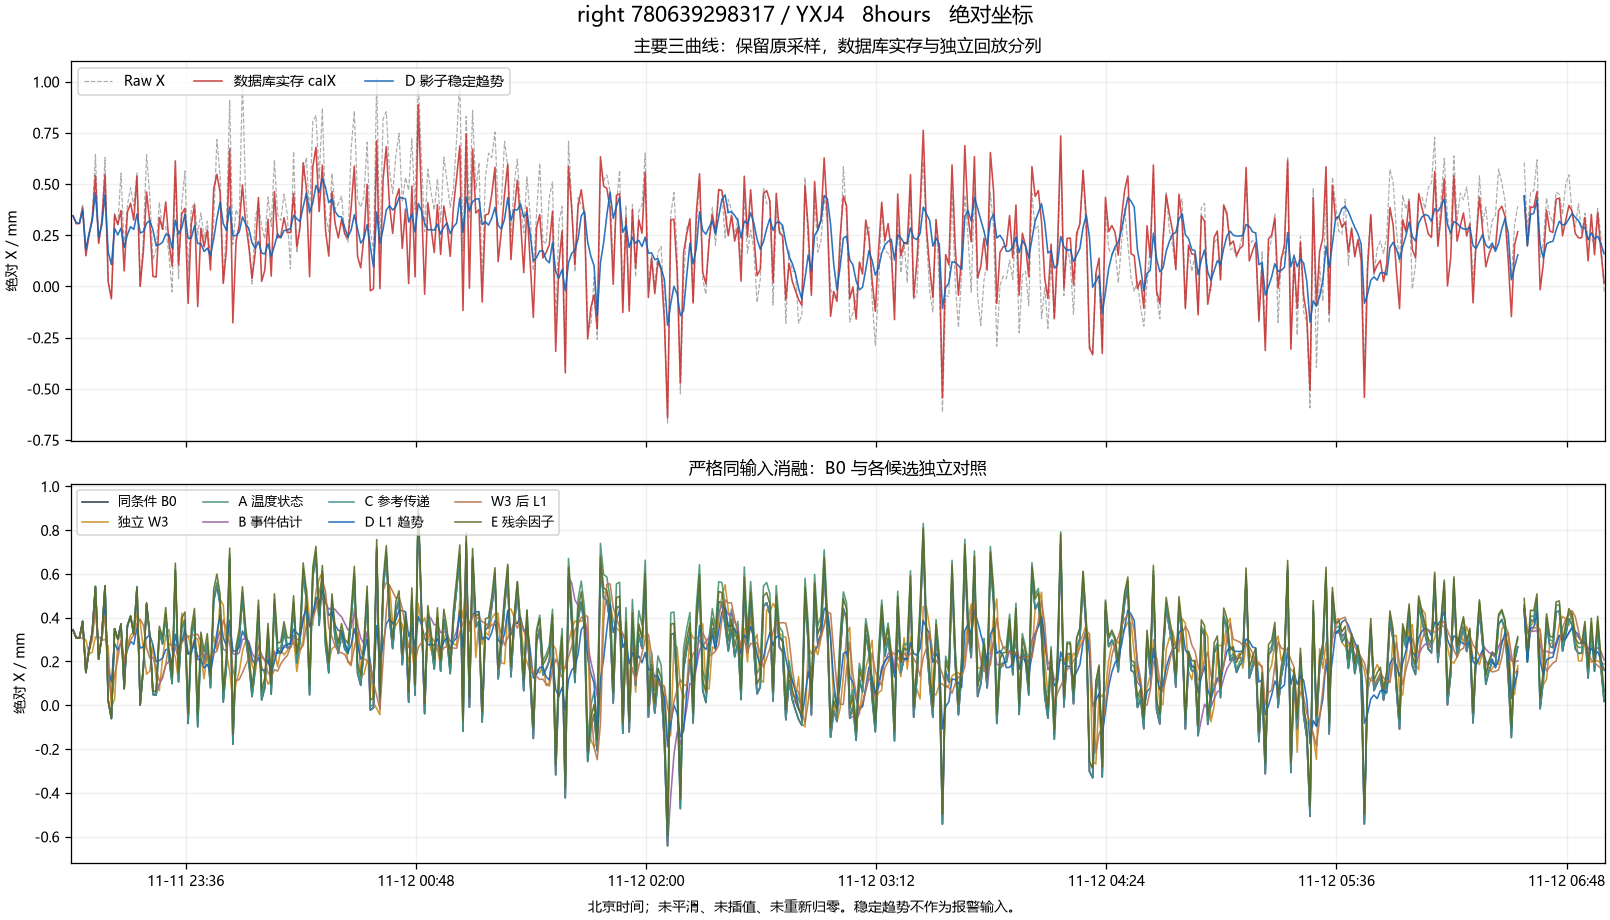 right 780639298317 / YXJ4   8hours   绝对坐标
主要三曲线：保留原采样，数据库实存与独立回放分列
Raw X
数据库实存 calX
D 影子稳定趋势
1.00
0.75
0.50
0.25
0.00
-0.25
-0.50
-0.75
绝对 X / mm
严格同输入消融：B0 与各候选独立对照
同条件 B0
A 温度状态
C 参考传递
W3 后 L1
独立 W3
B 事件估计
D L1 趋势
E 残余因子
1.0
0.8
0.6
0.4
0.2
0.0
-0.2
-0.4
-0.6
绝对 X / mm
11-11 23:36
11-12 00:48
11-12 02:00
11-12 03:12
11-12 04:24
11-12 05:36
11-12 06:48
北京时间；未平滑、未插值、未重新归零。稳定趋势不作为报警输入。